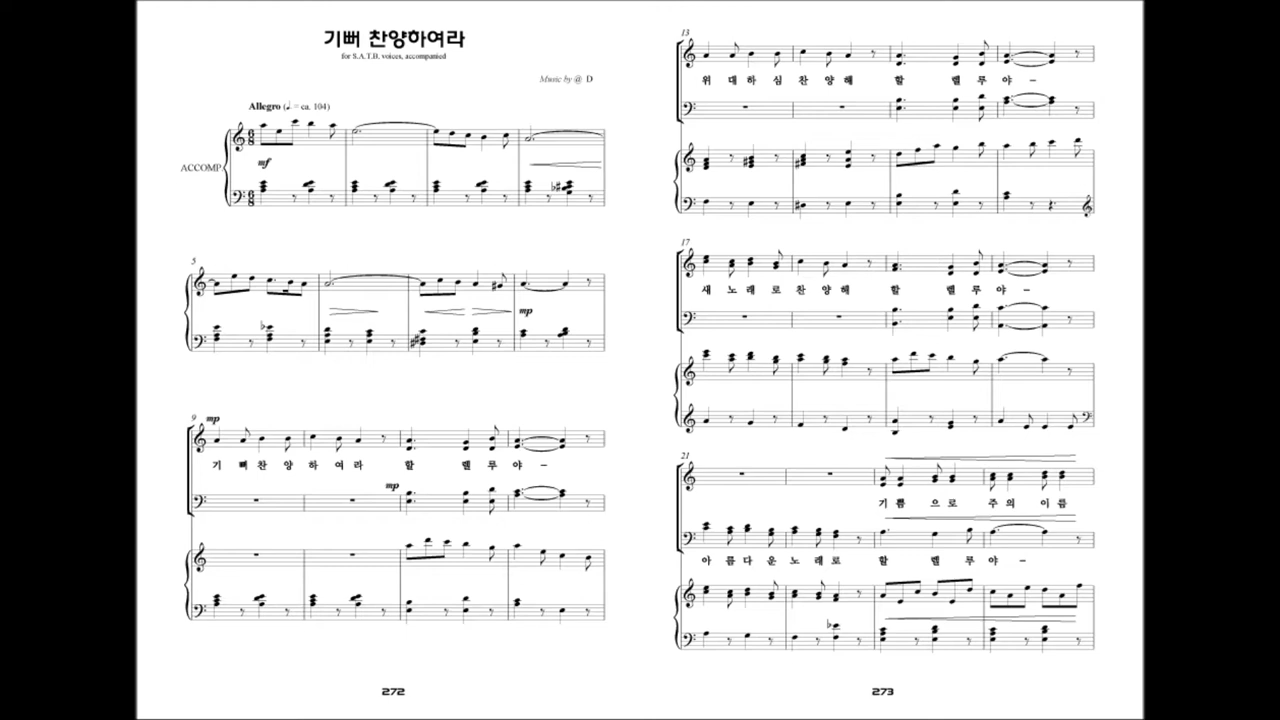 기뻐 찬양하여라
for S.A.T.B. voices, accompanied
Music by @ D
Allegro (♩. = ca. 104)
mf
ACCOMP.
5
mp
9
mp
기 뻐 찬 양 하 여 라 할 렐 루 야 –
mp
272
13
위 대 하 심 찬 양 해 할 렐 루 야 –
17
새 노 래 로 찬 양 해 할 렐 루 야 –
21
기 쁨 으 로 주 의 이 름
아 름 다 운 노 래 로 할 렐 루 야 –
273